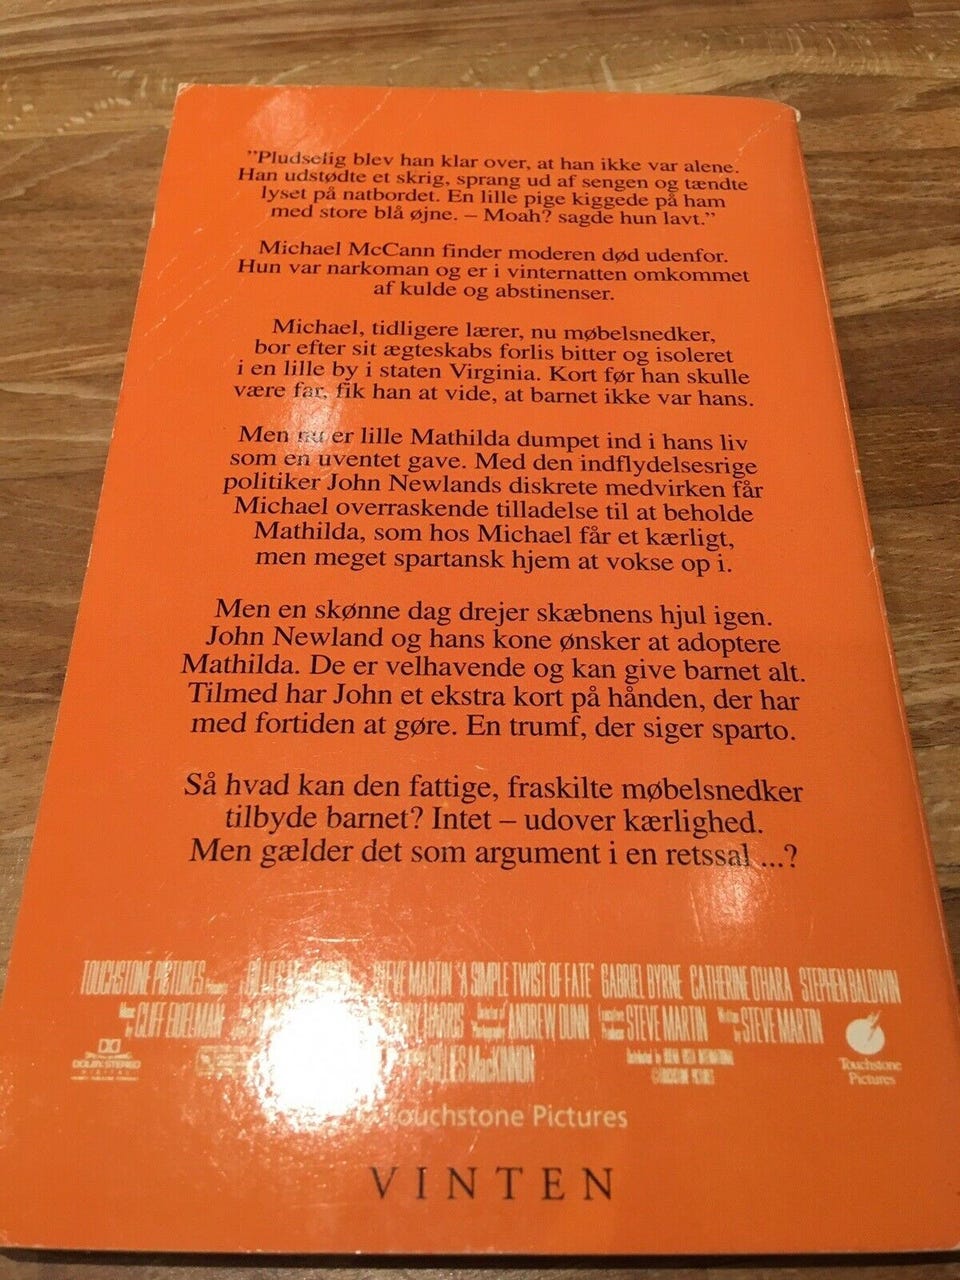 "Pludselig blev han klar over, at han ikke var alene.
Han udstødte et skrig, sprang ud af sengen og tændte
lyset på natbordet. En lille pige kiggede på ham
med store blå øjne. – Moah? sagde hun lavt."
Michael McCann finder moderen død udenfor.
Hun var narkoman og er i vinternatten omkommet
af kulde og abstinenser.
Michael, tidligere lærer, nu møbelsnedker,
bor efter sit ægteskabs forlis bitter og isoleret
i en lille by i staten Virginia. Kort før han skulle
være far, fik han at vide, at barnet ikke var hans.
Men nu er lille Mathilda dumpet ind i hans liv
som en uventet gave. Med den indflydelsesrige
politiker John Newlands diskrete medvirken får
Michael overraskende tilladelse til at beholde
Mathilda, som hos Michael får et kærligt,
men meget spartansk hjem at vokse op i.
Men en skønne dag drejer skæbnens hjul igen.
John Newland og hans kone ønsker at adoptere
Mathilda. De er velhavende og kan give barnet alt.
Tilmed har John et ekstra kort på hånden, der har
med fortiden at gøre. En trumf, der siger sparto.
Så hvad kan den fattige, fraskilte møbelsnedker
tilbyde barnet? Intet – udover kærlighed.
Men gælder det som argument i en retssal ...?
TOUCHSTONE PICTURES STEVE MARTIN "A SIMPLE TWIST OF FATE" GABRIEL BYRNE CATHERINE O'HARA STEPHEN BALDWIN
CLIFF EIDELMAN HARRIS ANDREW DUNN STEVE MARTIN STEVE MARTIN
DOLBY STEREO
DIGITAL
GILLIES MacKINNON
Touchstone
Pictures
Touchstone Pictures
VINTEN